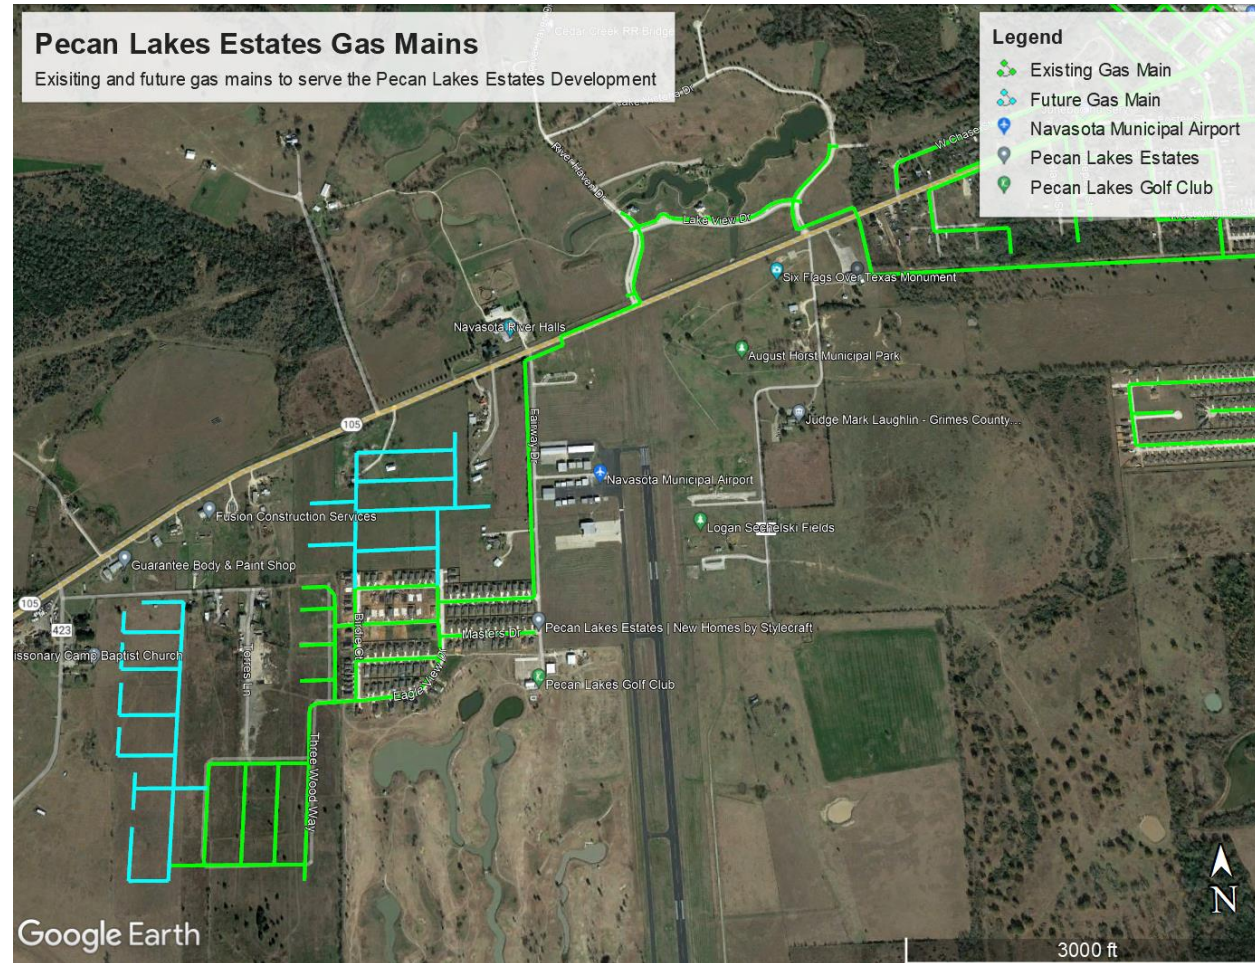 Pecan Lakes Estates Gas Mains
Exisiting and future gas mains to serve the Pecan Lakes Estates Development
Legend
Existing Gas Main
Future Gas Main
Navasota Municipal Airport
Pecan Lakes Estates
Pecan Lakes Golf Club
Cedar Creek RR Bridge
River Haven Dr
W Chase
Lake View Dr
Six Flags Over Texas Monument
Navasota River Halls
August Horst Municipal Park
105
Fairway Dr
Judge Mark Laughlin - Grimes County...
Navasota Municipal Airport
Fusion Construction Services
Logan Sechelski Fields
Guarantee Body & Paint Shop
105
423
Birdie Ct
Masters Dr
Pecan Lakes Estates | New Homes by Stylecraft
issonary Camp Baptist Church
Torres Ln
Eagle View Dr
Pecan Lakes Golf Club
Three Wood Way
N
Google Earth
3000 ft